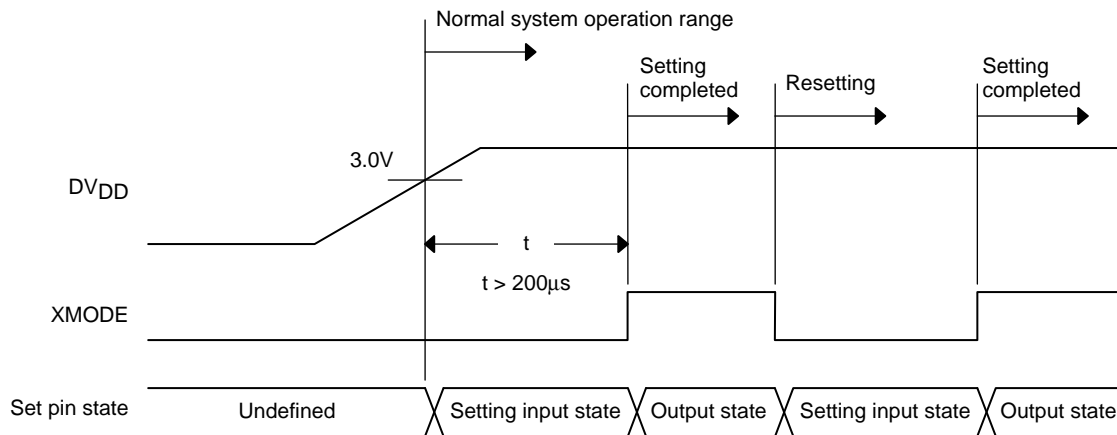 Normal system operation range
Setting
completed
Resetting
Setting
completed
3.0V
DVDD
t
t > 200μs
XMODE
Set pin state
Undefined
Setting input state
Output state
Setting input state
Output state